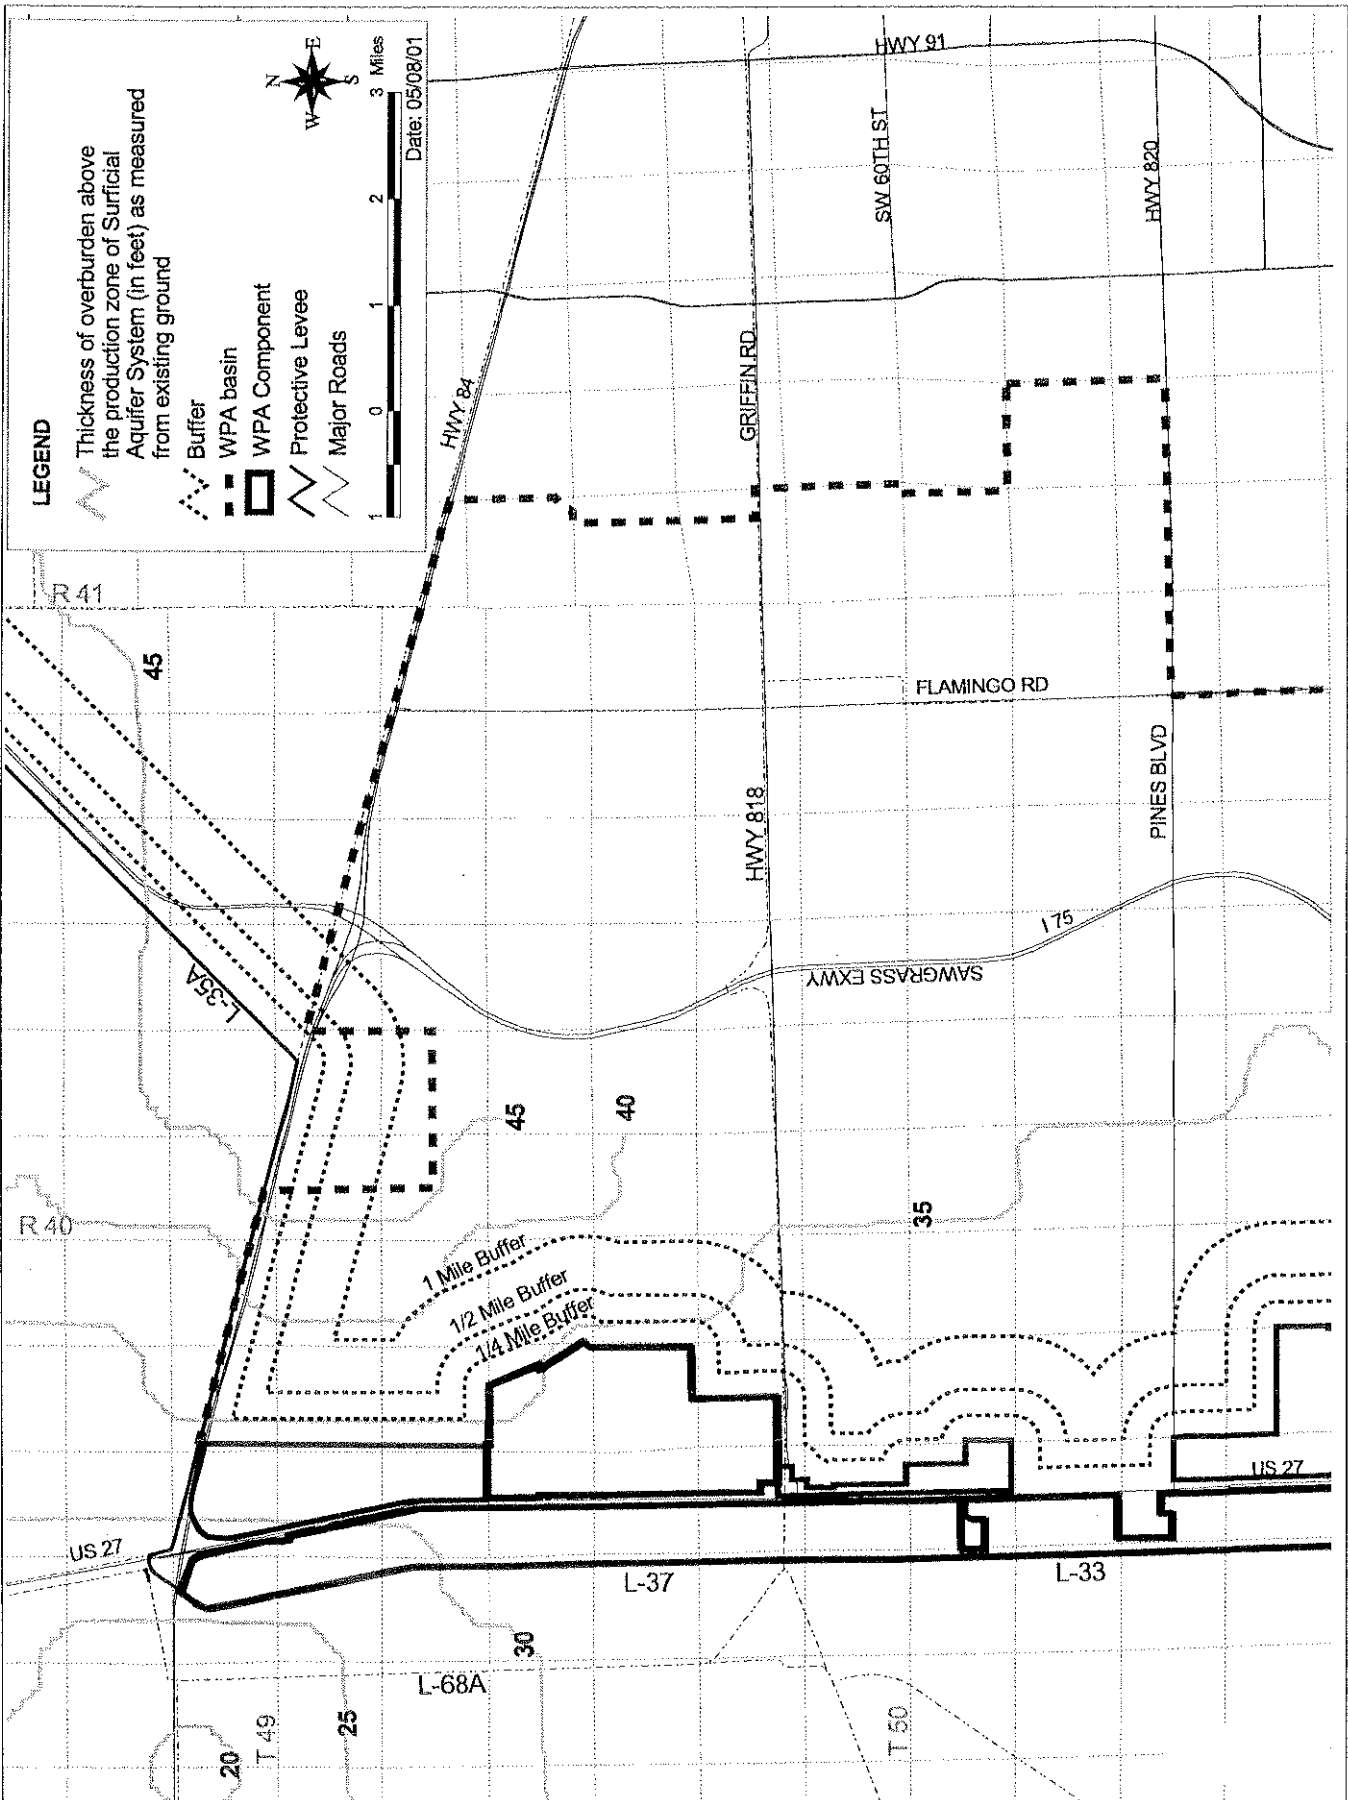 LEGEND
Thickness of overburden above
the production zone of Surficial
Aquifer System (in feet) as measured
from existing ground
Buffer
WPA basin
WPA Component
Protective Levee
Major Roads
N
W
E
S
1 0 1 2 3 Miles
Date: 05/08/01
R 41
45
HWY 84
HWY 91
SW 60TH ST
HWY 820
GRIFFIN RD
FLAMINGO RD
PINES BLVD
HWY 818
I 75
SAWGRASS EXWY
L-35A
45
40
R 40
35
1 Mile Buffer
1/2 Mile Buffer
1/4 Mile Buffer
US 27
US 27
L-37
L-33
30
L-68A
25
T 49
20
T 50